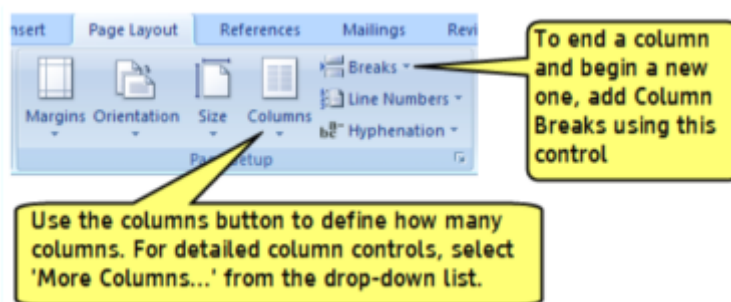 nsert Page Layout References Mailings Revi
Breaks
Line Numbers
Margins Orientation Size Columns
Hyphenation
To end a column
and begin a new
one, add Column
Breaks using this
control
Use the columns button to define how many
columns. For detailed column controls, select
'More Columns...' from the drop-down list.